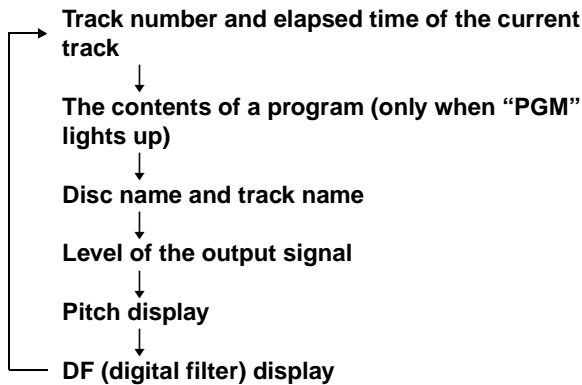 Track number and elapsed time of the current
track
The contents of a program (only when “PGM”
lights up)
Disc name and track name
Level of the output signal
Pitch display
DF (digital filter) display